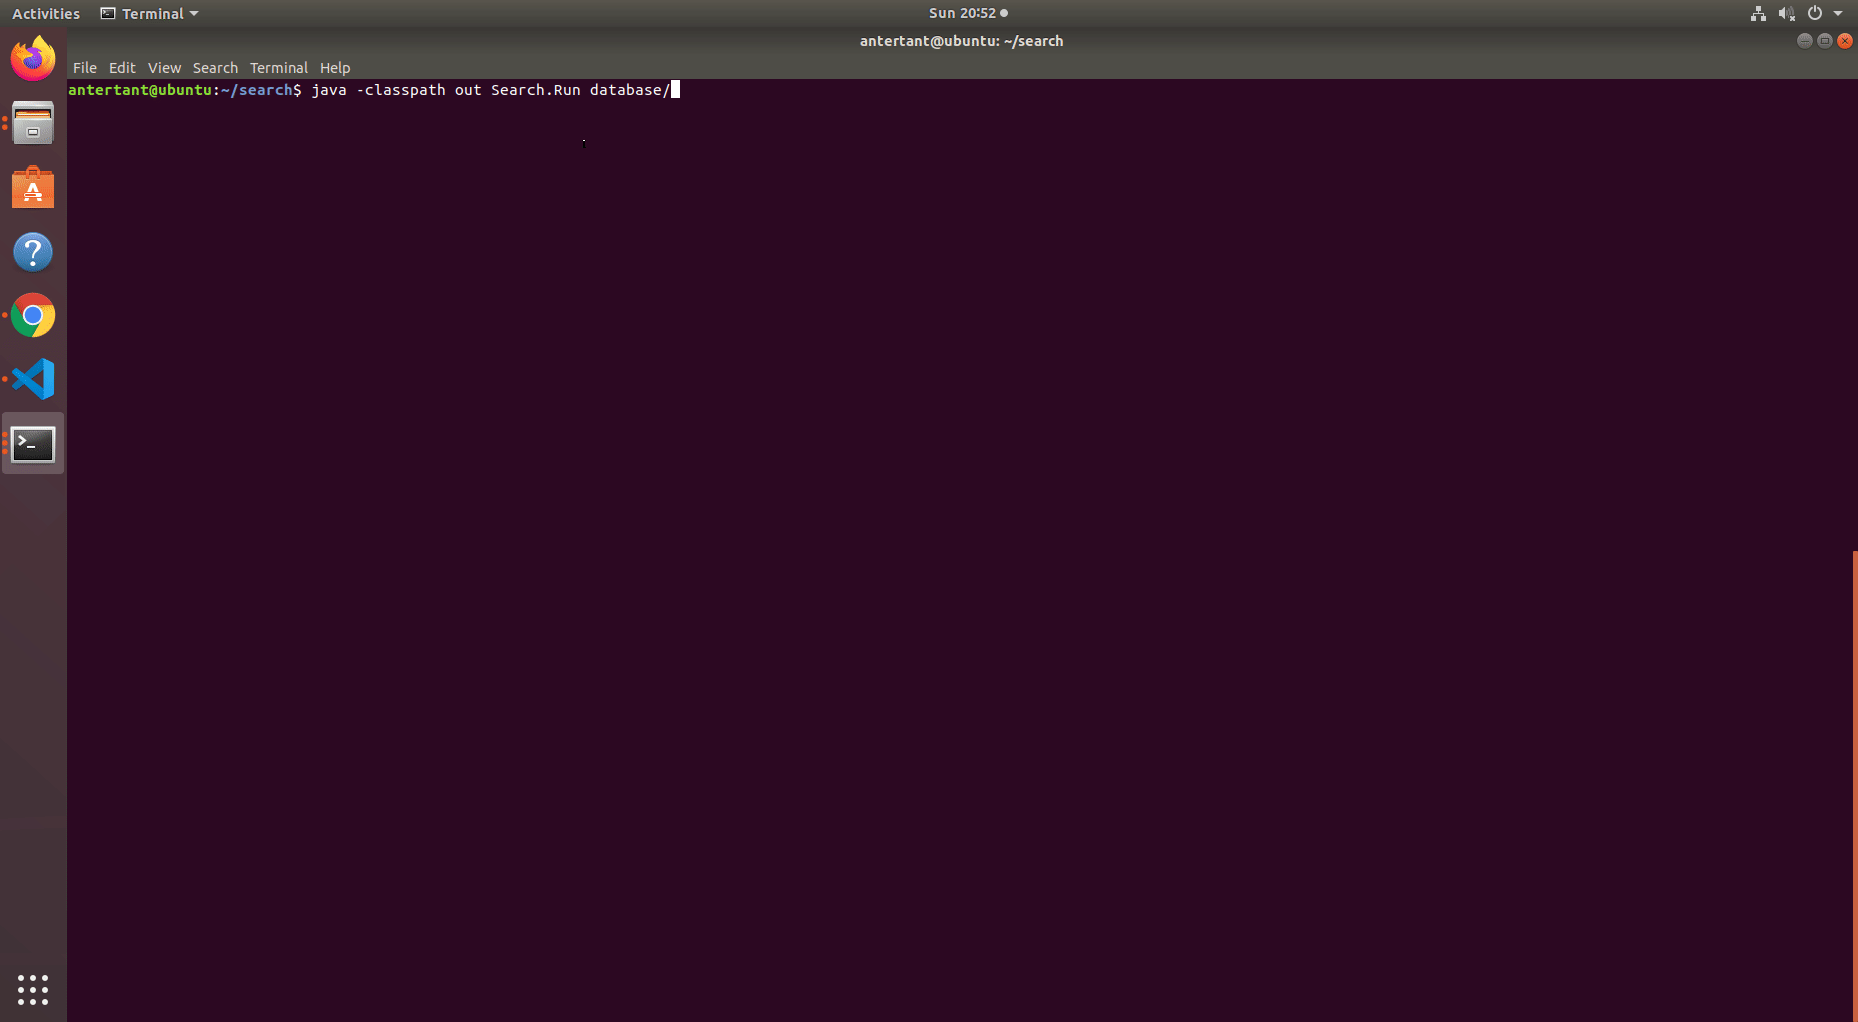 Activities Terminal Sun 20:52
antertant@ubuntu: ~/search
File Edit View Search Terminal Help
antertant@ubuntu:~/search$ java -classpath out Search.Run database/